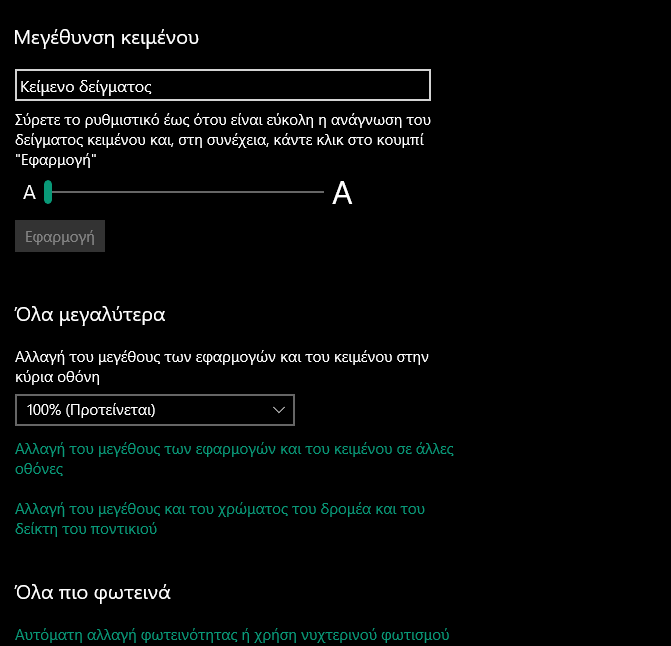 Μεγέθυνση κειμένου
Κείμενο δείγματος
Σύρετε το ρυθμιστικό έως ότου είναι εύκολη η ανάγνωση του
δείγματος κειμένου και, στη συνέχεια, κάντε κλικ στο κουμπί
"Εφαρμογή"
A A
Εφαρμογή
Όλα μεγαλύτερα
Αλλαγή του μεγέθους των εφαρμογών και του κειμένου στην
κύρια οθόνη
100% (Προτείνεται)
Αλλαγή του μεγέθους των εφαρμογών και του κειμένου σε άλλες
οθόνες
Αλλαγή του μεγέθους και του χρώματος του δρομέα και του
δείκτη του ποντικιού
Όλα πιο φωτεινά
Αυτόματη αλλαγή φωτεινότητας ή χρήση νυχτερινού φωτισμού